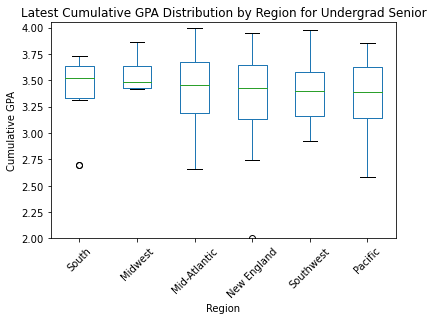 Latest Cumulative GPA Distribution by Region for Undergrad Senior
4.00
3.75
3.50
3.25
3.00
2.75
2.50
2.25
2.00
Cumulative GPA
South
Midwest
Mid-Atlantic
New England
Southwest
Pacific
Region